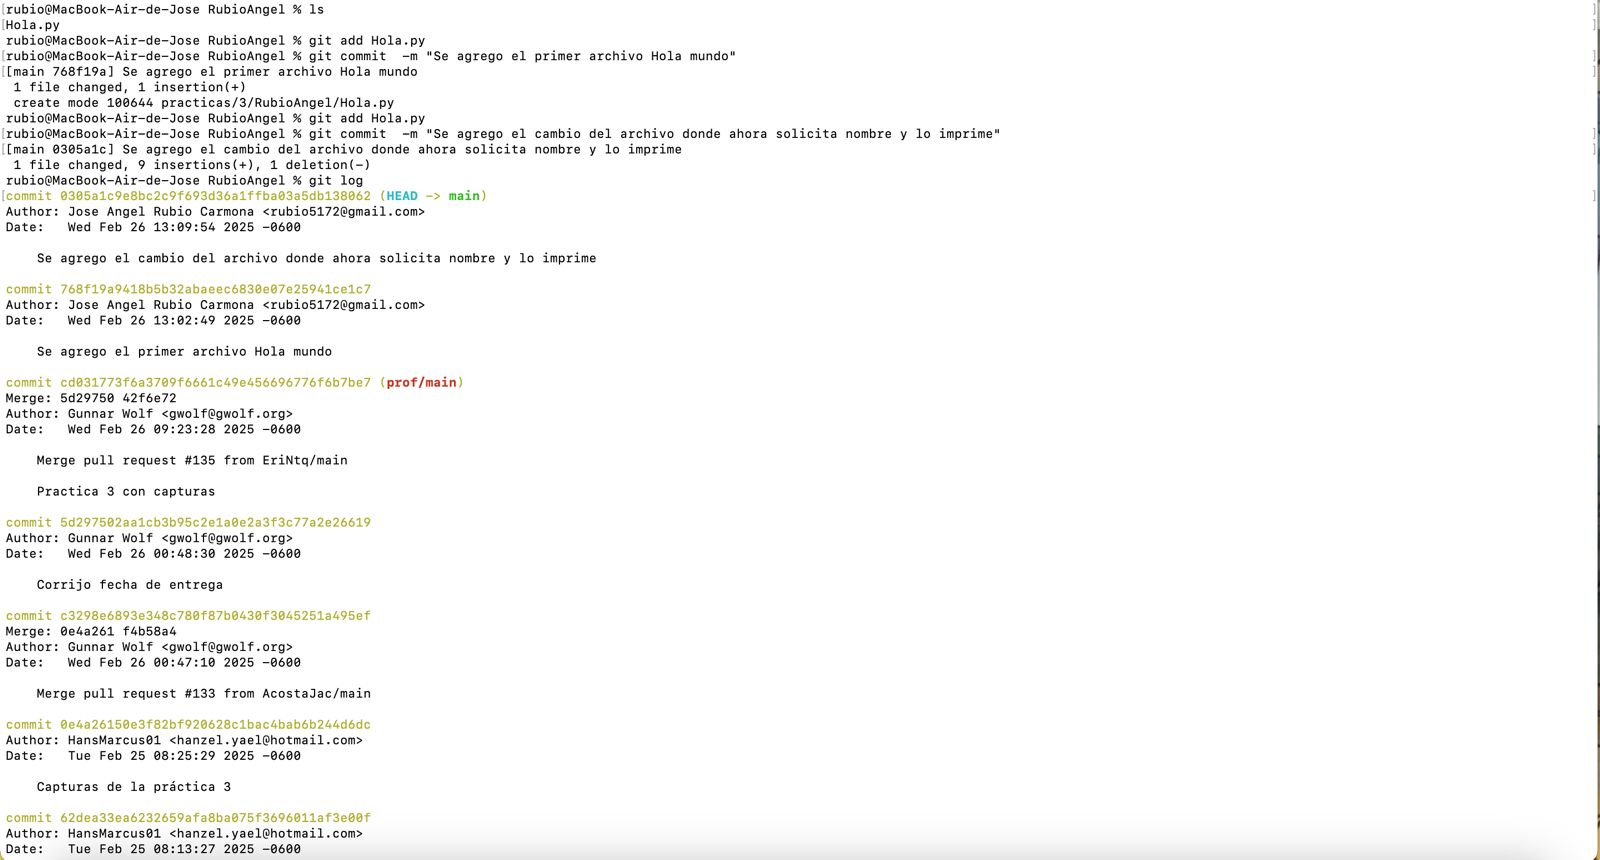 [rubio@MacBook-Air-de-Jose RubioAngel % ls ]
[Hola.py ]
rubio@MacBook-Air-de-Jose RubioAngel % git add Hola.py
[rubio@MacBook-Air-de-Jose RubioAngel % git commit  -m "Se agrego el primer archivo Hola mundo" ]
[[main 768f19a] Se agrego el primer archivo Hola mundo ]
1 file changed, 1 insertion(+)
create mode 100644 practicas/3/RubioAngel/Hola.py
rubio@MacBook-Air-de-Jose RubioAngel % git add Hola.py
[rubio@MacBook-Air-de-Jose RubioAngel % git commit  -m "Se agrego el cambio del archivo donde ahora solicita nombre y lo imprime" ]
[[main 0305a1c] Se agrego el cambio del archivo donde ahora solicita nombre y lo imprime ]
1 file changed, 9 insertions(+), 1 deletion(-)
rubio@MacBook-Air-de-Jose RubioAngel % git log
[commit 0305a1c9e8bc2c9f693d36a1ffba03a5db138062 (HEAD -> main) ]
Author: Jose Angel Rubio Carmona <rubio5172@gmail.com>
Date:   Wed Feb 26 13:09:54 2025 -0600
Se agrego el cambio del archivo donde ahora solicita nombre y lo imprime
commit 768f19a9418b5b32abaeec6830e07e25941ce1c7
Author: Jose Angel Rubio Carmona <rubio5172@gmail.com>
Date:   Wed Feb 26 13:02:49 2025 -0600
Se agrego el primer archivo Hola mundo
commit cd031773f6a3709f6661c49e456696776f6b7be7 (prof/main)
Merge: 5d29750 42f6e72
Author: Gunnar Wolf <gwolf@gwolf.org>
Date:   Wed Feb 26 09:23:28 2025 -0600
Merge pull request #135 from EriNtq/main
Practica 3 con capturas
commit 5d297502aa1cb3b95c2e1a0e2a3f3c77a2e26619
Author: Gunnar Wolf <gwolf@gwolf.org>
Date:   Wed Feb 26 00:48:30 2025 -0600
Corrijo fecha de entrega
commit c3298e6893e348c780f87b0430f3045251a495ef
Merge: 0e4a261 f4b58a4
Author: Gunnar Wolf <gwolf@gwolf.org>
Date:   Wed Feb 26 00:47:10 2025 -0600
Merge pull request #133 from AcostaJac/main
commit 0e4a26150e3f82bf920628c1bac4bab6b244d6dc
Author: HansMarcus01 <hanzel.yael@hotmail.com>
Date:   Tue Feb 25 08:25:29 2025 -0600
Capturas de la práctica 3
commit 62dea33ea6232659afa8ba075f3696011af3e00f
Author: HansMarcus01 <hanzel.yael@hotmail.com>
Date:   Tue Feb 25 08:13:27 2025 -0600